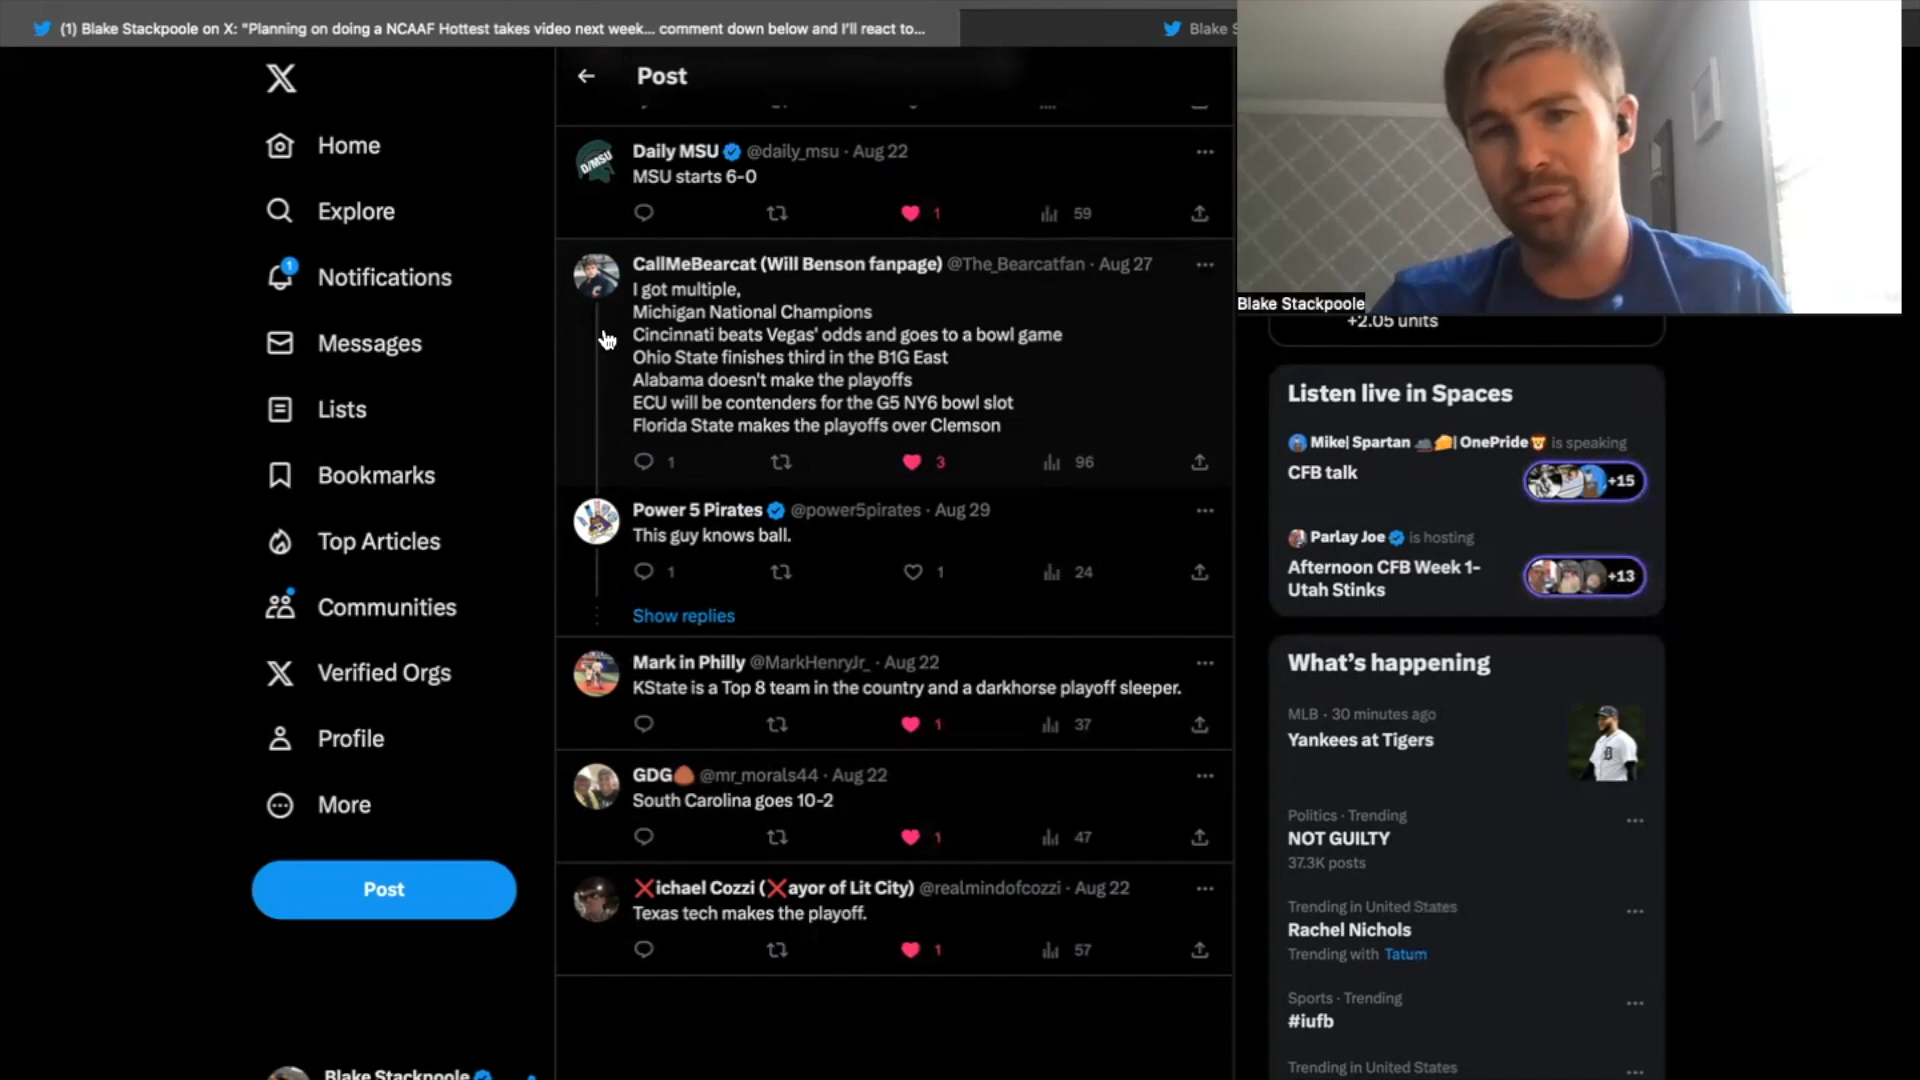 (1) Blake Stackpoole on X: "Planning on doing a NCAAF Hottest takes video next week... comment down below and I'll react to...
Blake S
Post
Home
Explore
1
Notifications
Messages
Lists
Bookmarks
Top Articles
Communities
Verified Orgs
Profile
More
Post
Blake Stackpoole
D/MSU
Daily MSU @daily_msu · Aug 22
MSU starts 6-0
1 59
CallMeBearcat (Will Benson fanpage) @The_Bearcatfan · Aug 27
I got multiple,
Michigan National Champions
Cincinnati beats Vegas' odds and goes to a bowl game
Ohio State finishes third in the B1G East
Alabama doesn't make the playoffs
ECU will be contenders for the G5 NY6 bowl slot
Florida State makes the playoffs over Clemson
1 3 96
Power 5 Pirates @power5pirates · Aug 29
This guy knows ball.
1 1 24
Show replies
Mark in Philly @MarkHenryJr_ · Aug 22
KState is a Top 8 team in the country and a darkhorse playoff sleeper.
1 37
GDG @mr_morals44 · Aug 22
South Carolina goes 10-2
1 47
❌ichael Cozzi (❌ayor of Lit City) @realmindofcozzi · Aug 22
Texas tech makes the playoff.
1 57
Blake Stackpoole
+2.05 units
Listen live in Spaces
Mike| Spartan 🧀| OnePride🦁 is speaking
CFB talk
+15
Parlay Joe is hosting
Afternoon CFB Week 1-
Utah Stinks
+13
What's happening
MLB · 30 minutes ago
Yankees at Tigers
Politics · Trending
NOT GUILTY
37.3K posts
Trending in United States
Rachel Nichols
Trending with Tatum
Sports · Trending
#iufb
Trending in United States